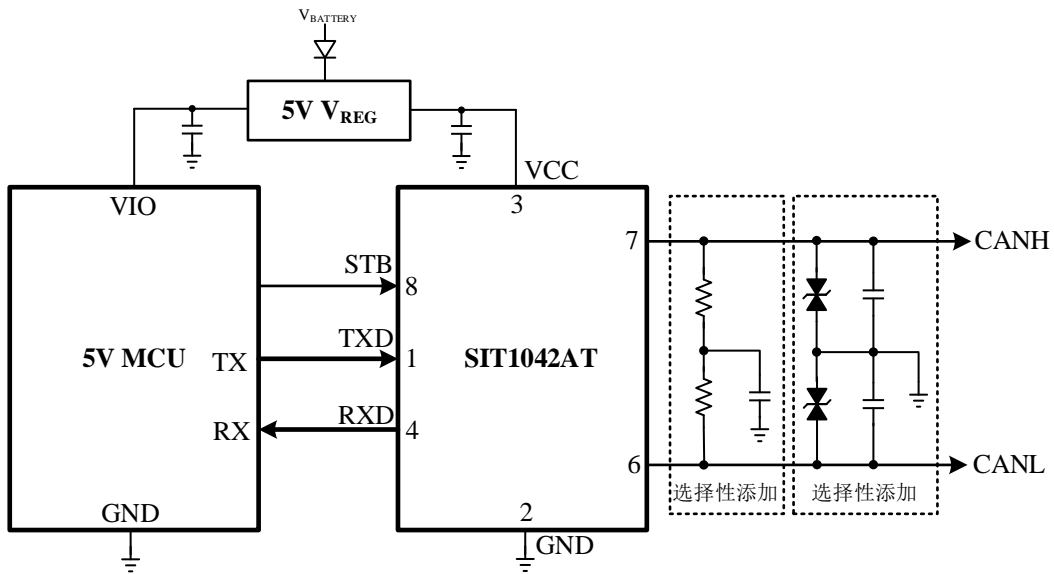 VBATTERY
5V VREG
VCC
VIO
3
7
CANH
STB
8
TXD
5V MCU
TX
1
SIT1042AT
RXD
RX
4
6
CANL
选择性添加
选择性添加
GND
2
GND